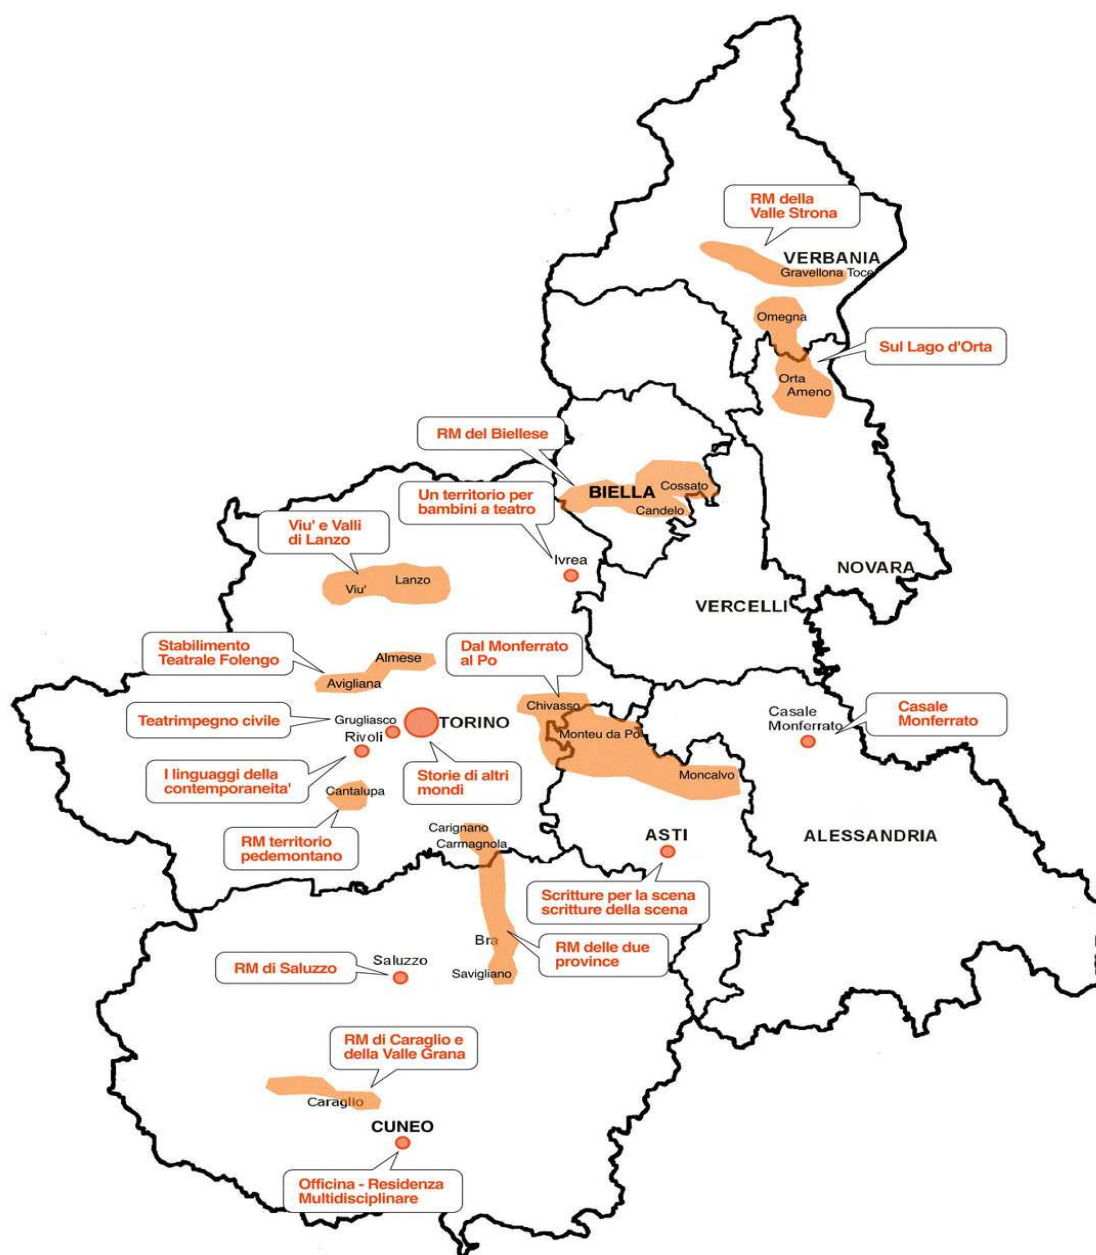 RM della
Valle Strona
VERBANIA
Gravellona Toce
Omegna
Sul Lago d'Orta
Orta
Ameno
RM del Biellese
BIELLA
Cossato
Candelo
Un territorio per
bambini a teatro
Ivrea
Viu' e Valli
di Lanzo
Viu'
Lanzo
NOVARA
VERCELLI
Stabilimento
Teatrale Folengo
Almese
Avigliana
Dal Monferrato
al Po
Chivasso
Monteu da Po
Moncalvo
Casale
Monferrato
Casale
Monferrato
Teatrimpegno civile
Grugliasco
Rivoli
TORINO
I linguaggi della
contemporaneita'
Storie di altri
mondi
Cantalupa
RM territorio
pedemontano
Carignano
Carmagnola
ASTI
ALESSANDRIA
Scritture per la scena
scritture della scena
Bra
Savigliano
RM delle due
province
RM di Saluzzo
Saluzzo
RM di Caraglio e
della Valle Grana
Caraglio
CUNEO
Officina - Residenza
Multidisciplinare